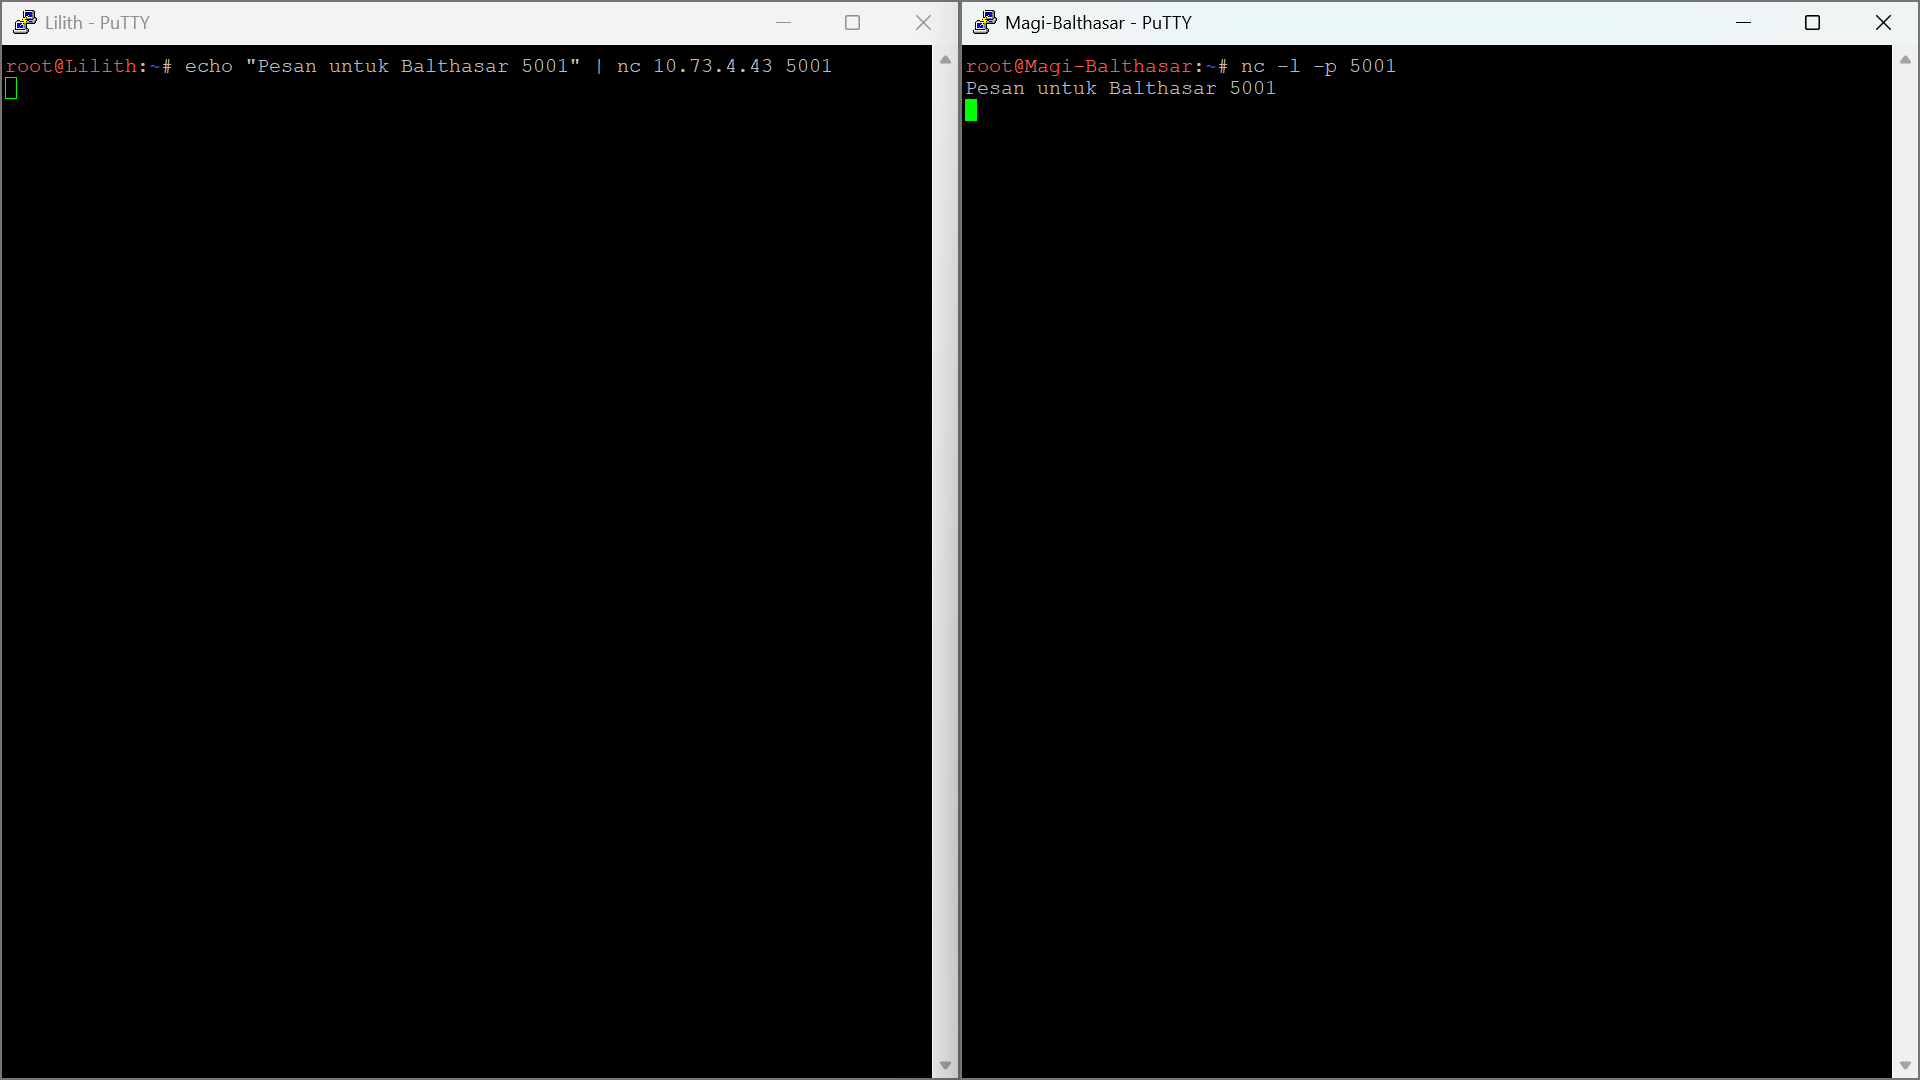 Lilith - PuTTY
root@Lilith:~# echo "Pesan untuk Balthasar 5001" | nc 10.73.4.43 5001
Magi-Balthasar - PuTTY
root@Magi-Balthasar:~# nc -l -p 5001
Pesan untuk Balthasar 5001